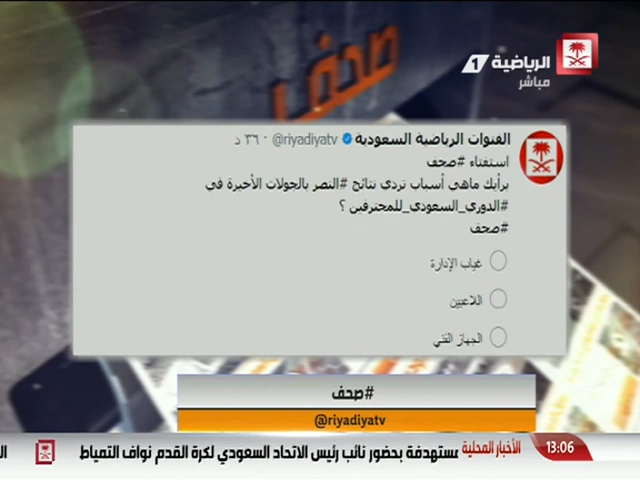 صحف
الرياضية 1
مباشر
القنوات الرياضية السعودية @riyadiyatv · ٣٦ د
استفتاء #صحف
برأيك ماهي أسباب تردي نتائج #النصر بالجولات الأخيرة في
#الدوري_السعودي_للمحترفين ؟
#صحف
غياب الإدارة
اللاعبين
الجهاز الفني
#صحف
@riyadiyatv
13:06 الأخبار المحلية مستهدفة بحضور نائب رئيس الاتحاد السعودي لكرة القدم نواف التمياط